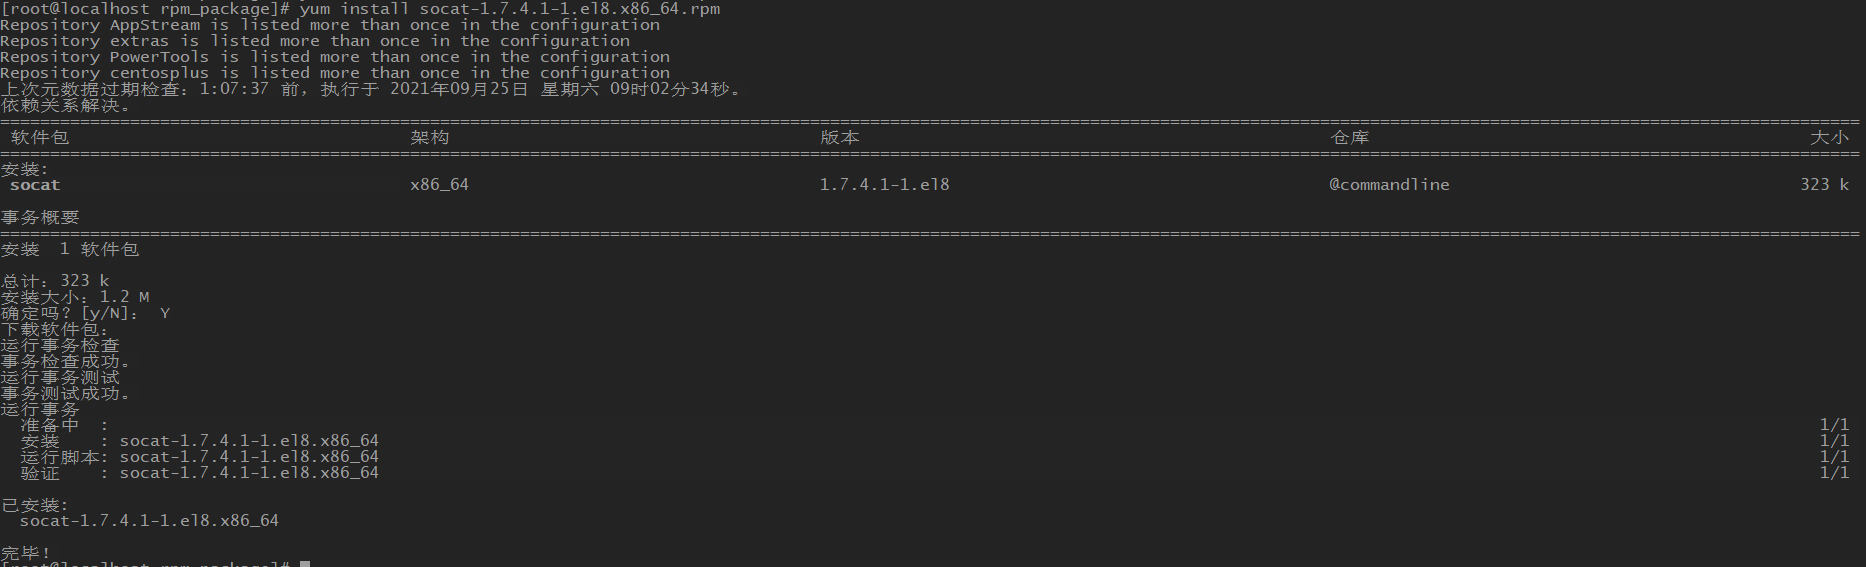 [root@localhost rpm_package]# yum install socat-1.7.4.1-1.el8.x86_64.rpm
Repository AppStream is listed more than once in the configuration
Repository extras is listed more than once in the configuration
Repository PowerTools is listed more than once in the configuration
Repository centosplus is listed more than once in the configuration
上次元数据过期检查：1:07:37 前，执行于 2021年09月25日 星期六 09时02分34秒。
依赖关系解决。
软件包 架构 版本 仓库 大小
安装:
socat x86_64 1.7.4.1-1.el8 @commandline 323 k
事务概要
安装 1 软件包
总计：323 k
安装大小：1.2 M
确定吗？[y/N]： Y
下载软件包：
运行事务检查
事务检查成功。
运行事务测试
事务测试成功。
运行事务
准备中 : 1/1
安装 : socat-1.7.4.1-1.el8.x86_64 1/1
运行脚本: socat-1.7.4.1-1.el8.x86_64 1/1
验证 : socat-1.7.4.1-1.el8.x86_64 1/1
已安装:
socat-1.7.4.1-1.el8.x86_64
完毕！
[root@localhost rpm_package]#